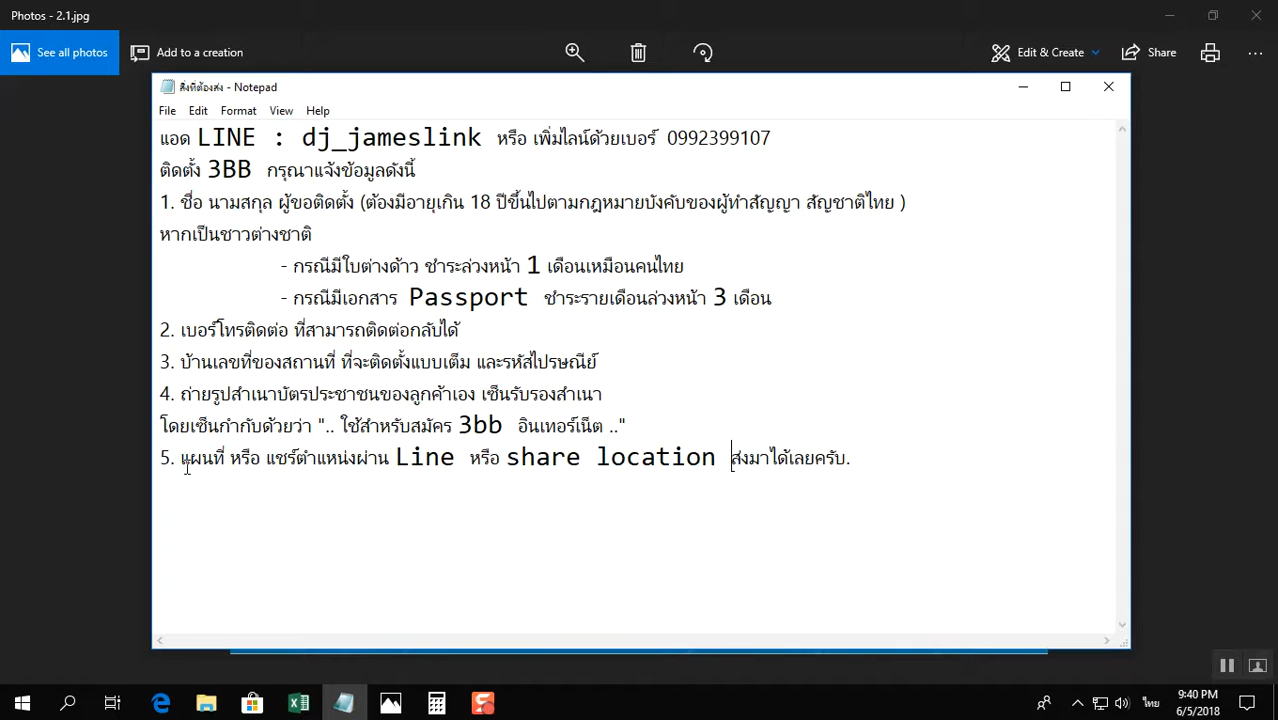 Photos - 2.1.jpg
See all photos
Add to a creation
Edit & Create
Share
สิ่งที่ต้องส่ง - Notepad
File Edit Format View Help
แอด LINE : dj_jameslink หรือ เพิ่มไลน์ด้วยเบอร์ 0992399107
ติดตั้ง 3BB กรุณาแจ้งข้อมูลดังนี้
1. ชื่อ นามสกุล ผู้ขอติดตั้ง (ต้องมีอายุเกิน 18 ปีขึ้นไปตามกฎหมายบังคับของผู้ทำสัญญา สัญชาติไทย )
หากเป็นชาวต่างชาติ
- กรณีมีใบต่างด้าว ชำระล่วงหน้า 1 เดือนเหมือนคนไทย
- กรณีมีเอกสาร Passport ชำระรายเดือนล่วงหน้า 3 เดือน
2. เบอร์โทรติดต่อ ที่สามารถติดต่อกลับได้
3. บ้านเลขที่ของสถานที่ ที่จะติดตั้งแบบเต็ม และรหัสไปรษณีย์
4. ถ่ายรูปสำเนาบัตรประชาชนของลูกค้าเอง เซ็นรับรองสำเนา
โดยเซ็นกำกับด้วยว่า ".. ใช้สำหรับสมัคร 3bb อินเทอร์เน็ต .."
5. แผนที่ หรือ แชร์ตำแหน่งผ่าน Line หรือ share location ส่งมาได้เลยครับ.
ไทย
9:40 PM
6/5/2018